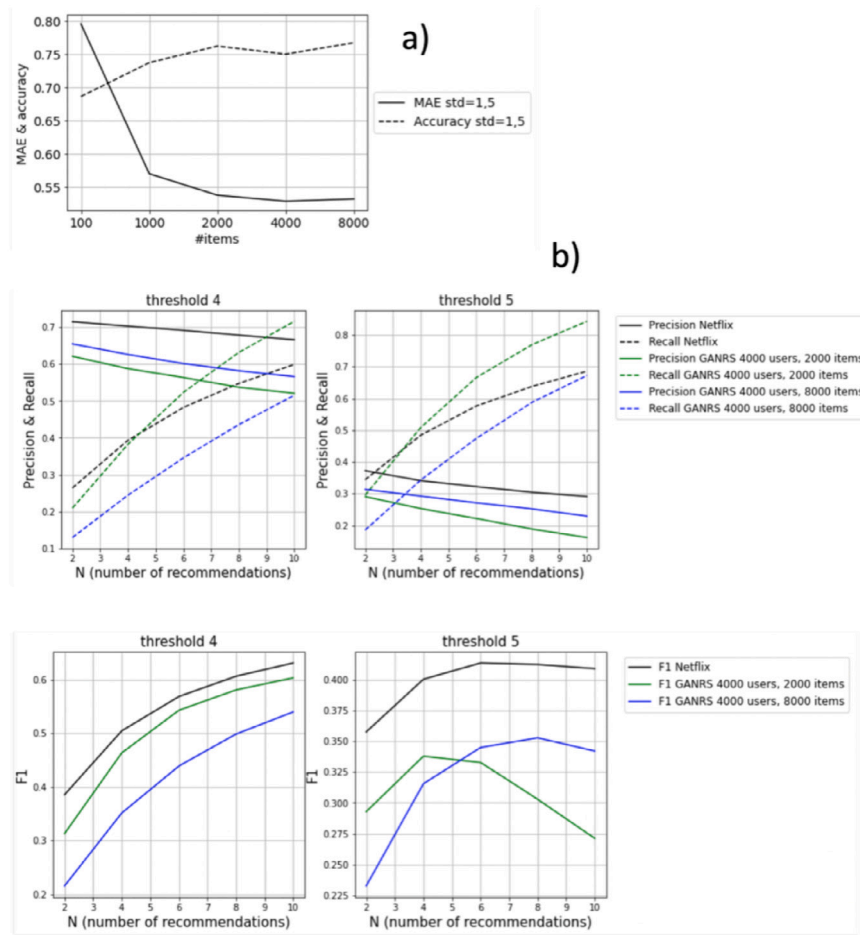 a)
0.80
0.75
0.70
0.65
0.60
0.55
MAE & accuracy
100 1000 2000 4000 8000
#items
MAE std=1,5
Accuracy std=1,5
b)
threshold 4
0.7
0.6
0.5
0.4
0.3
0.2
0.1
Precision & Recall
2 3 4 5 6 7 8 9 10
N (number of recommendations)
threshold 5
0.8
0.7
0.6
0.5
0.4
0.3
0.2
Precision & Recall
2 3 4 5 6 7 8 9 10
N (number of recommendations)
Precision Netflix
Recall Netflix
Precision GANRS 4000 users, 2000 items
Recall GANRS 4000 users, 2000 items
Precision GANRS 4000 users, 8000 items
Recall GANRS 4000 users, 8000 items
threshold 4
0.6
0.5
0.4
0.3
0.2
F1
2 3 4 5 6 7 8 9 10
N (number of recommendations)
threshold 5
0.400
0.375
0.350
0.325
0.300
0.275
0.250
0.225
F1
2 3 4 5 6 7 8 9 10
N (number of recommendations)
F1 Netflix
F1 GANRS 4000 users, 2000 items
F1 GANRS 4000 users, 8000 items